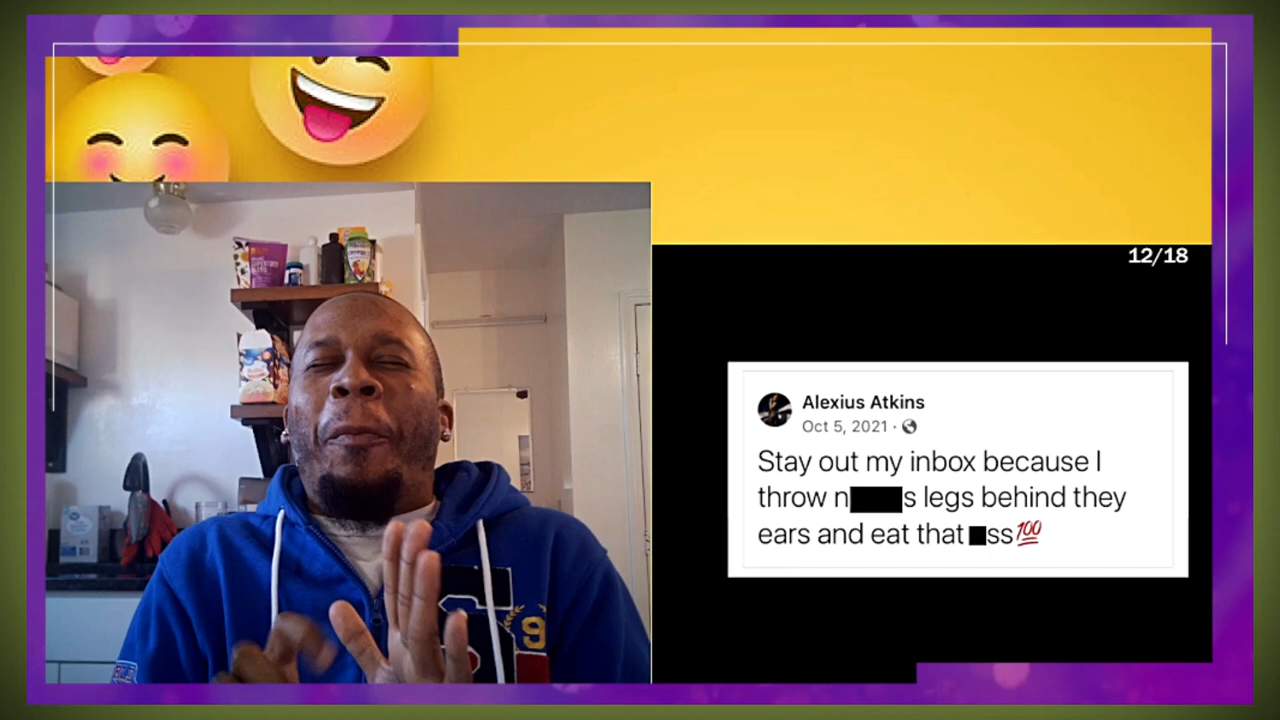 12/18
Alexius Atkins
Oct 5, 2021 ·
Stay out my inbox because I
throw n s legs behind they
ears and eat that ss💯
9